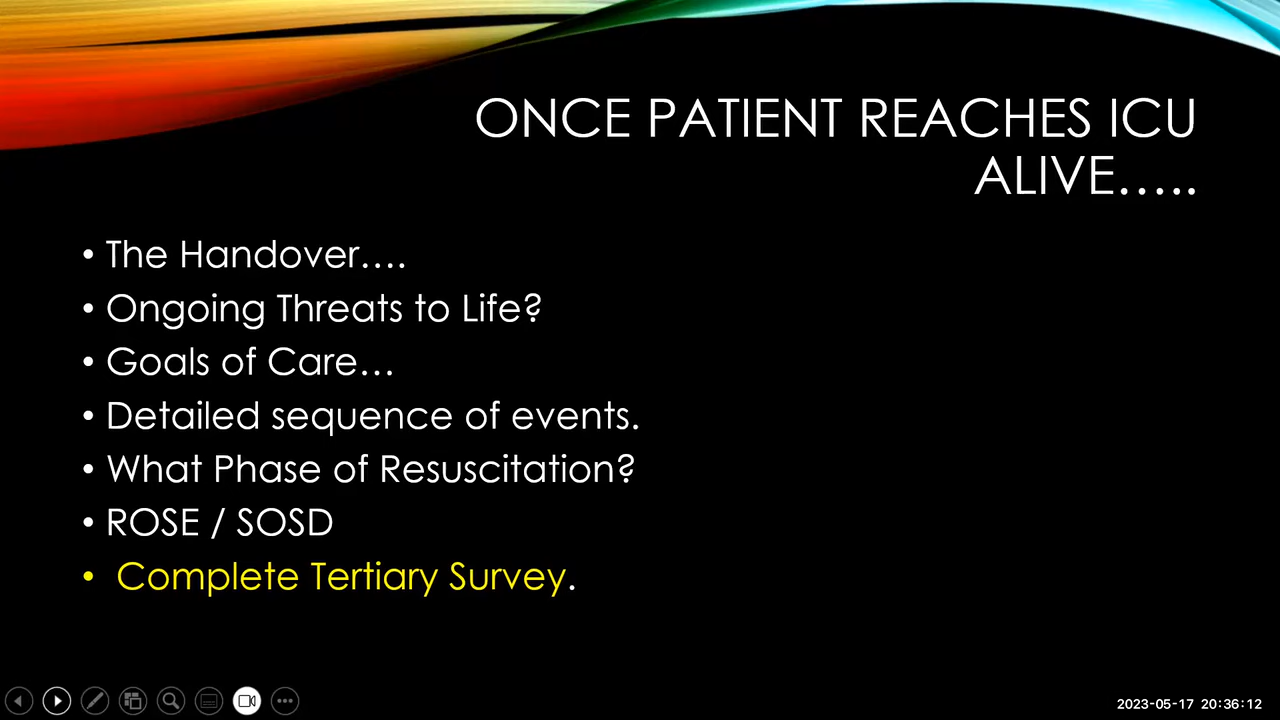 ONCE PATIENT REACHES ICU
ALIVE.....
• The Handover....
• Ongoing Threats to Life?
• Goals of Care...
• Detailed sequence of events.
• What Phase of Resuscitation?
• ROSE / SOSD
• Complete Tertiary Survey.
2023-05-17 20:36:12